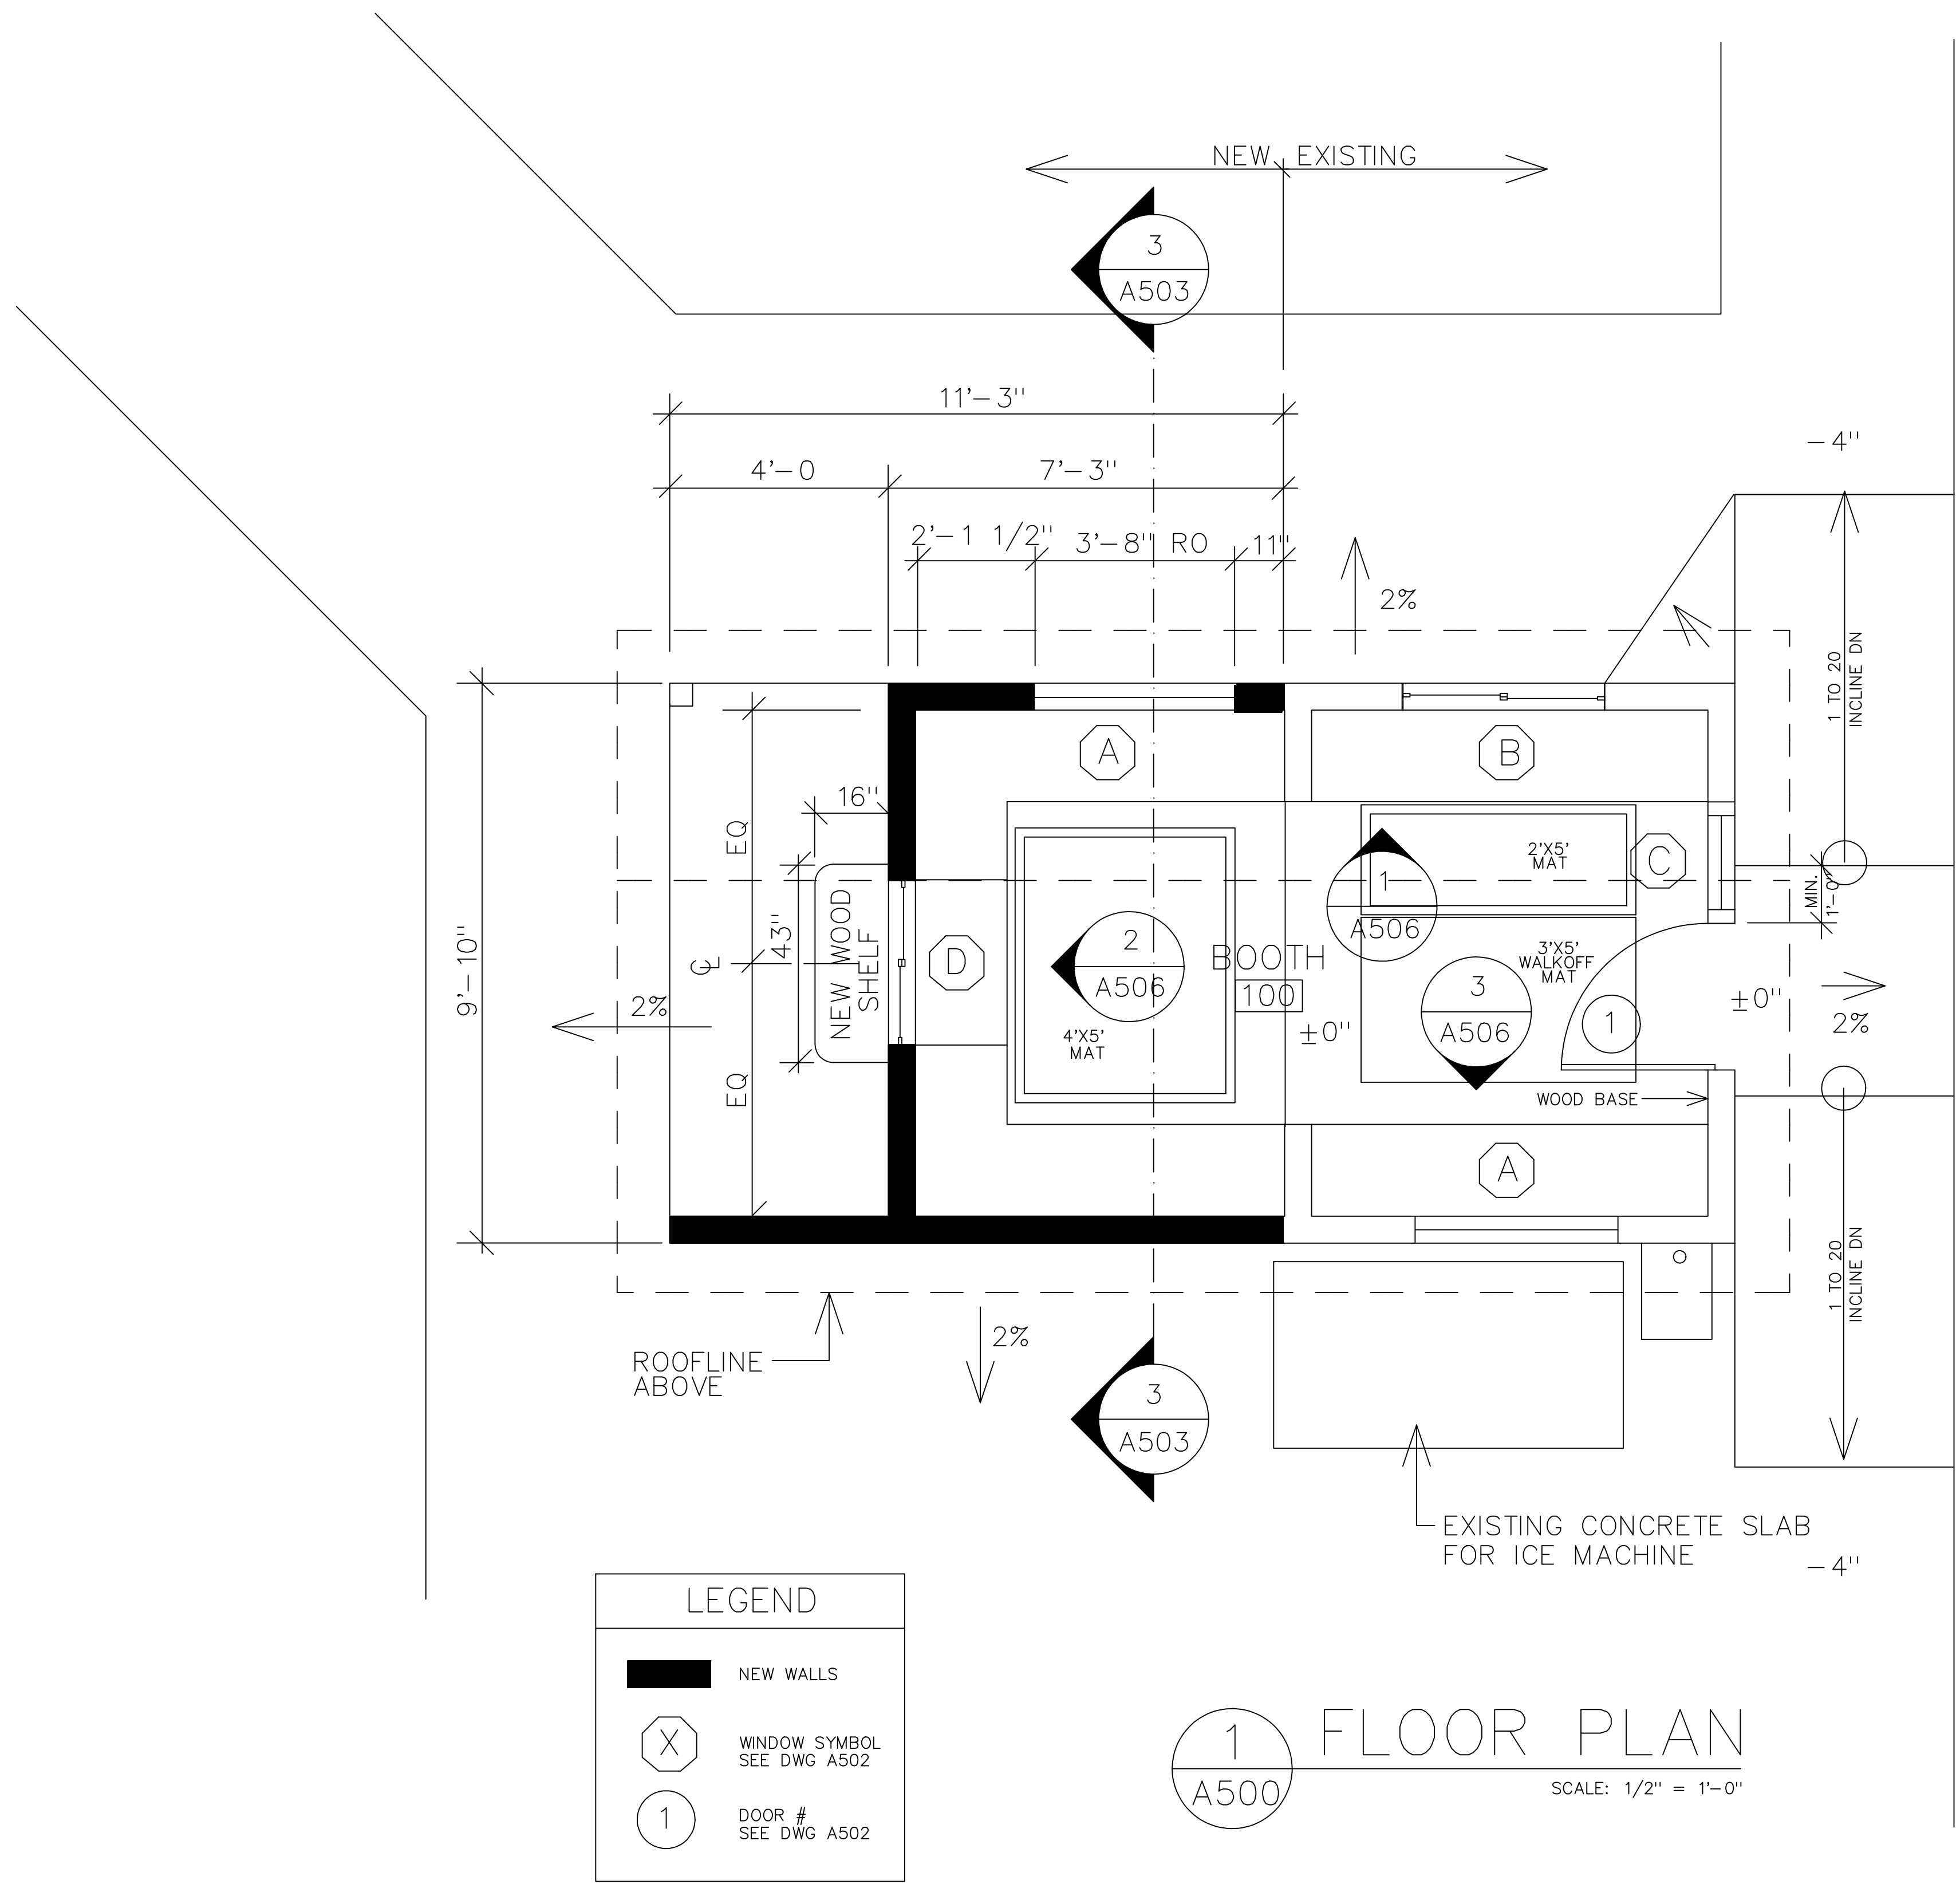 NEW EXISTING
3
A503
11'-3"
4'-0
7'-3"
2'-1 1/2"
3'-8" RO
11"
-4"
2%
1 TO 20
INCLINE DN
A
B
16"
EQ
2'X5'
MAT
C
1
A506
MIN.
1'-0"
43"
NEW WOOD
SHELF
D
2
A506
BOOTH
100
3'X5'
WALKOFF
MAT
9'-10"
CL
2%
4'X5'
MAT
±0"
3
A506
1
±0"
2%
EQ
WOOD BASE
A
1 TO 20
INCLINE DN
2%
ROOFLINE
ABOVE
3
A503
EXISTING CONCRETE SLAB
FOR ICE MACHINE
-4"
LEGEND
NEW WALLS
X
WINDOW SYMBOL
SEE DWG A502
1
DOOR #
SEE DWG A502
1
A500
FLOOR PLAN
SCALE: 1/2" = 1'-0"